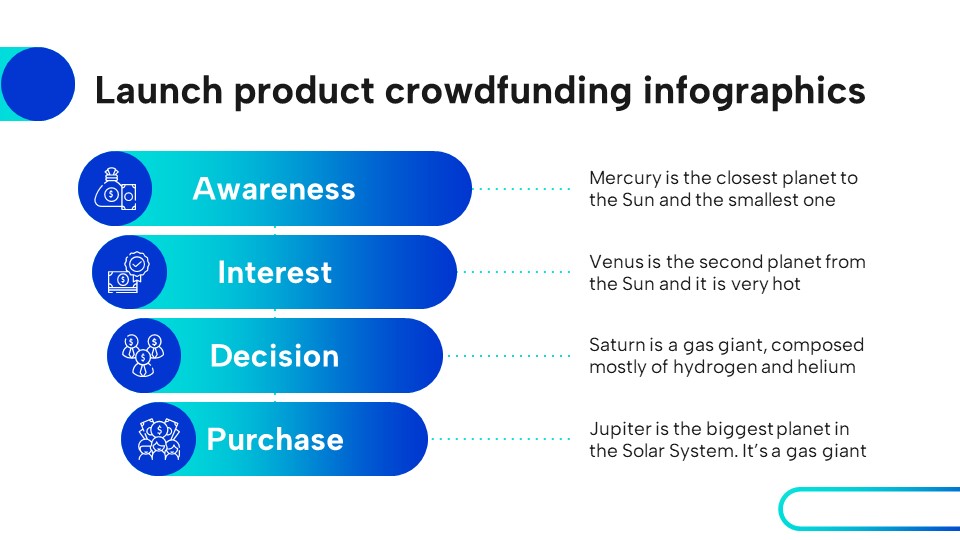 Launch product crowdfunding infographics
Awareness
Mercury is the closest planet to
the Sun and the smallest one
Interest
Venus is the second planet from
the Sun and it is very hot
Decision
Saturn is a gas giant, composed
mostly of hydrogen and helium
Purchase
Jupiter is the biggest planet in
the Solar System. It’s a gas giant